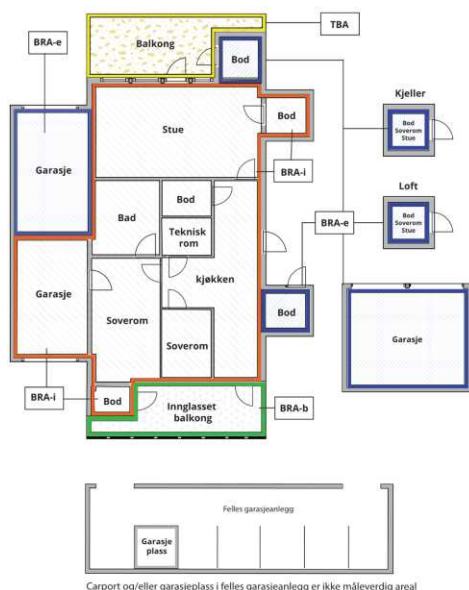 TBA
BRA-e
Balkong
Bod
Kjeller
Stue
Bod
Bod
Soverom
Stue
Garasje
BRA-i
Loft
Bad
Bod
Teknisk
rom
BRA-e
Bod
Soverom
Stue
Garasje
kjøkken
Bod
Soverom
Soverom
Garasje
BRA-i
Bod
Innglasset
balkong
BRA-b
Felles garasjeanlegg
Garasje
plass
Carport og/eller garasjeplass i felles garasjeanlegg er ikke måleverdig areal